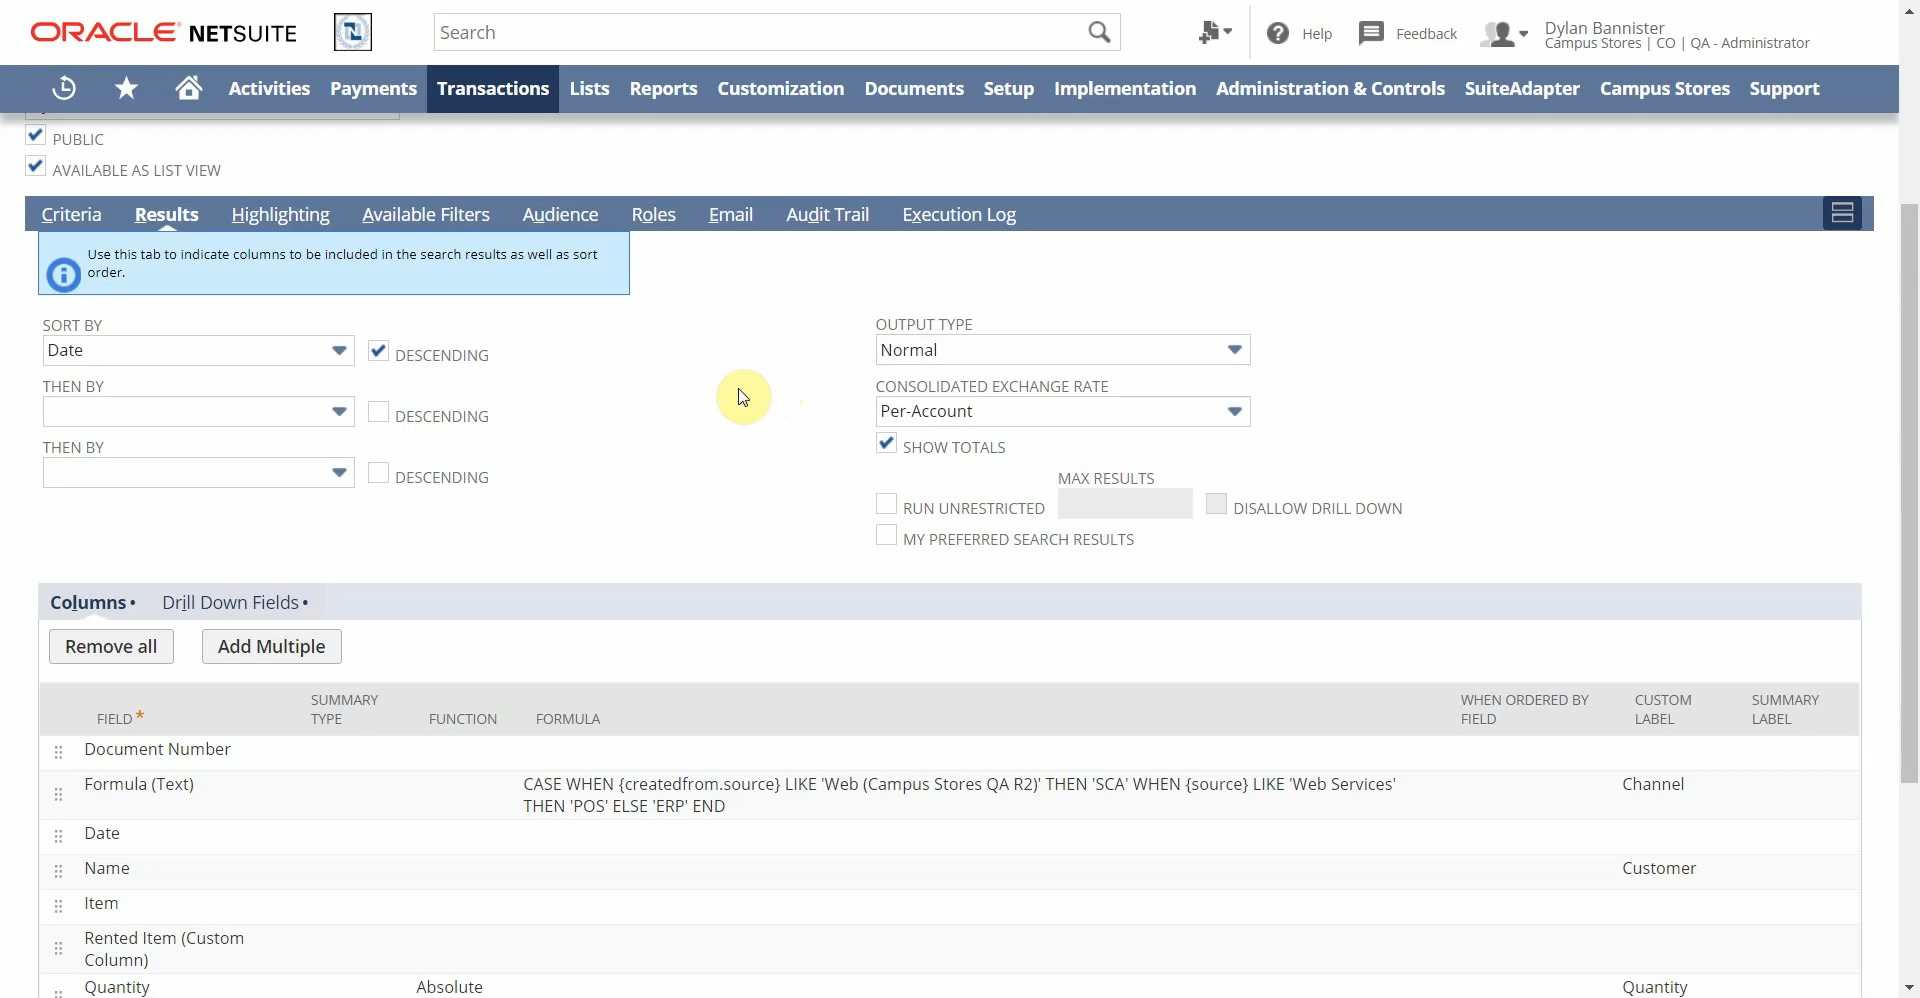 ORACLE NETSUITE
N
Search
Help
Feedback
Dylan Bannister
Campus Stores | CO | QA - Administrator
Activities Payments Transactions Lists Reports Customization Documents Setup Implementation Administration & Controls SuiteAdapter Campus Stores Support
PUBLIC
AVAILABLE AS LIST VIEW
Criteria Results Highlighting Available Filters Audience Roles Email Audit Trail Execution Log
Use this tab to indicate columns to be included in the search results as well as sort
order.
SORT BY
Date
DESCENDING
THEN BY
DESCENDING
THEN BY
DESCENDING
OUTPUT TYPE
Normal
CONSOLIDATED EXCHANGE RATE
Per-Account
SHOW TOTALS
MAX RESULTS
RUN UNRESTRICTED
DISALLOW DRILL DOWN
MY PREFERRED SEARCH RESULTS
Columns • Drill Down Fields •
Remove all Add Multiple
FIELD * SUMMARY TYPE FUNCTION FORMULA WHEN ORDERED BY FIELD CUSTOM LABEL SUMMARY LABEL
Document Number
Formula (Text) CASE WHEN {createdfrom.source} LIKE 'Web (Campus Stores QA R2)' THEN 'SCA' WHEN {source} LIKE 'Web Services' Channel
THEN 'POS' ELSE 'ERP' END
Date
Name Customer
Item
Rented Item (Custom
Column)
Quantity Absolute Quantity